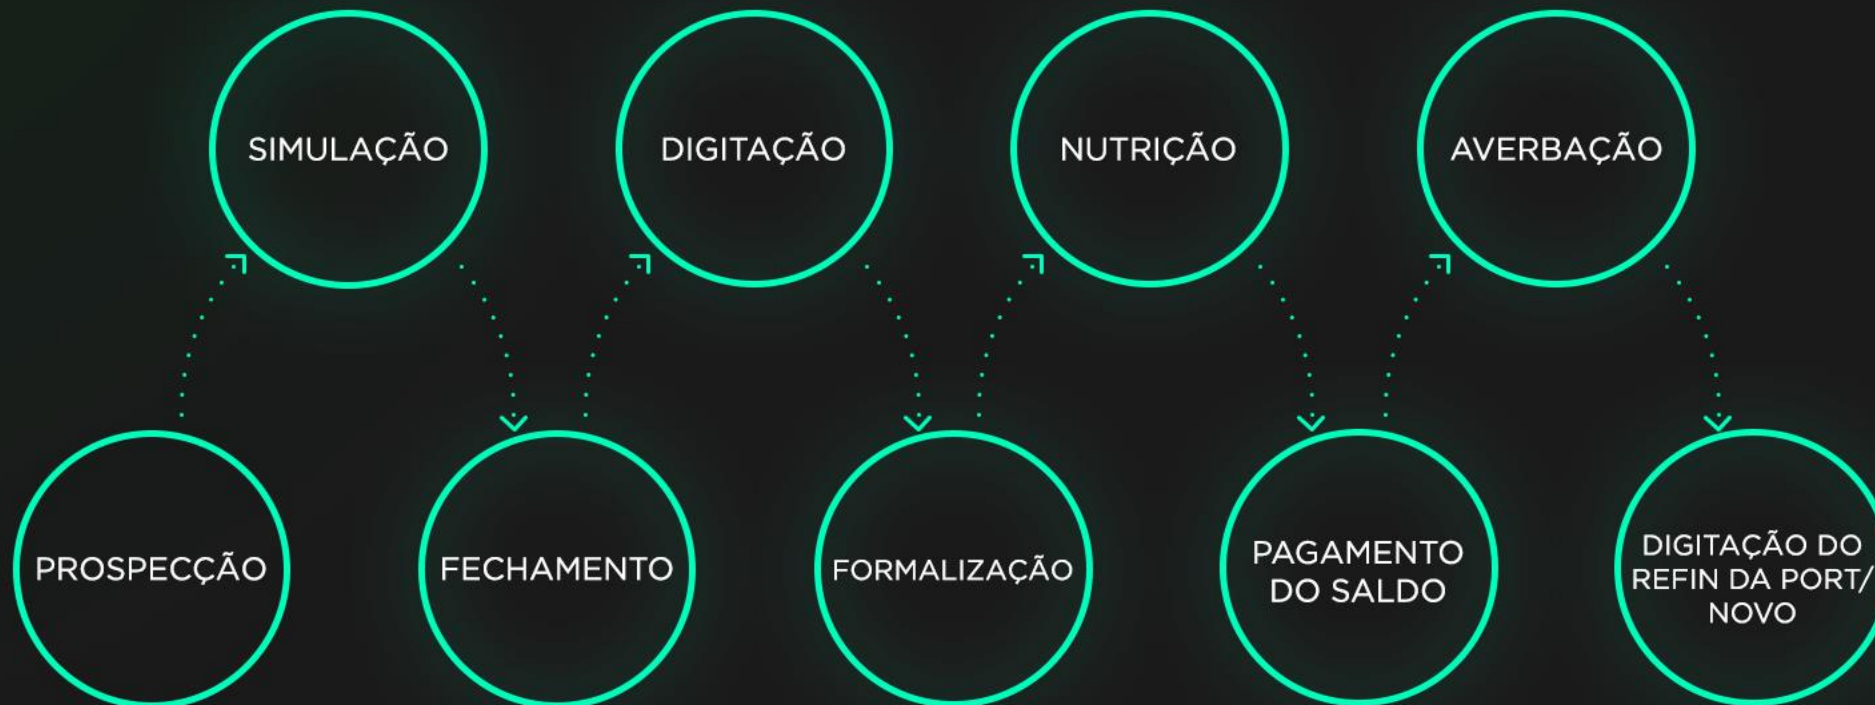 SIMULAÇÃO
DIGITAÇÃO
NUTRIÇÃO
AVERBAÇÃO
PROSPECÇÃO
FECHAMENTO
FORMALIZAÇÃO
PAGAMENTO
DO SALDO
DIGITAÇÃO DO
REFIN DA PORT/
NOVO